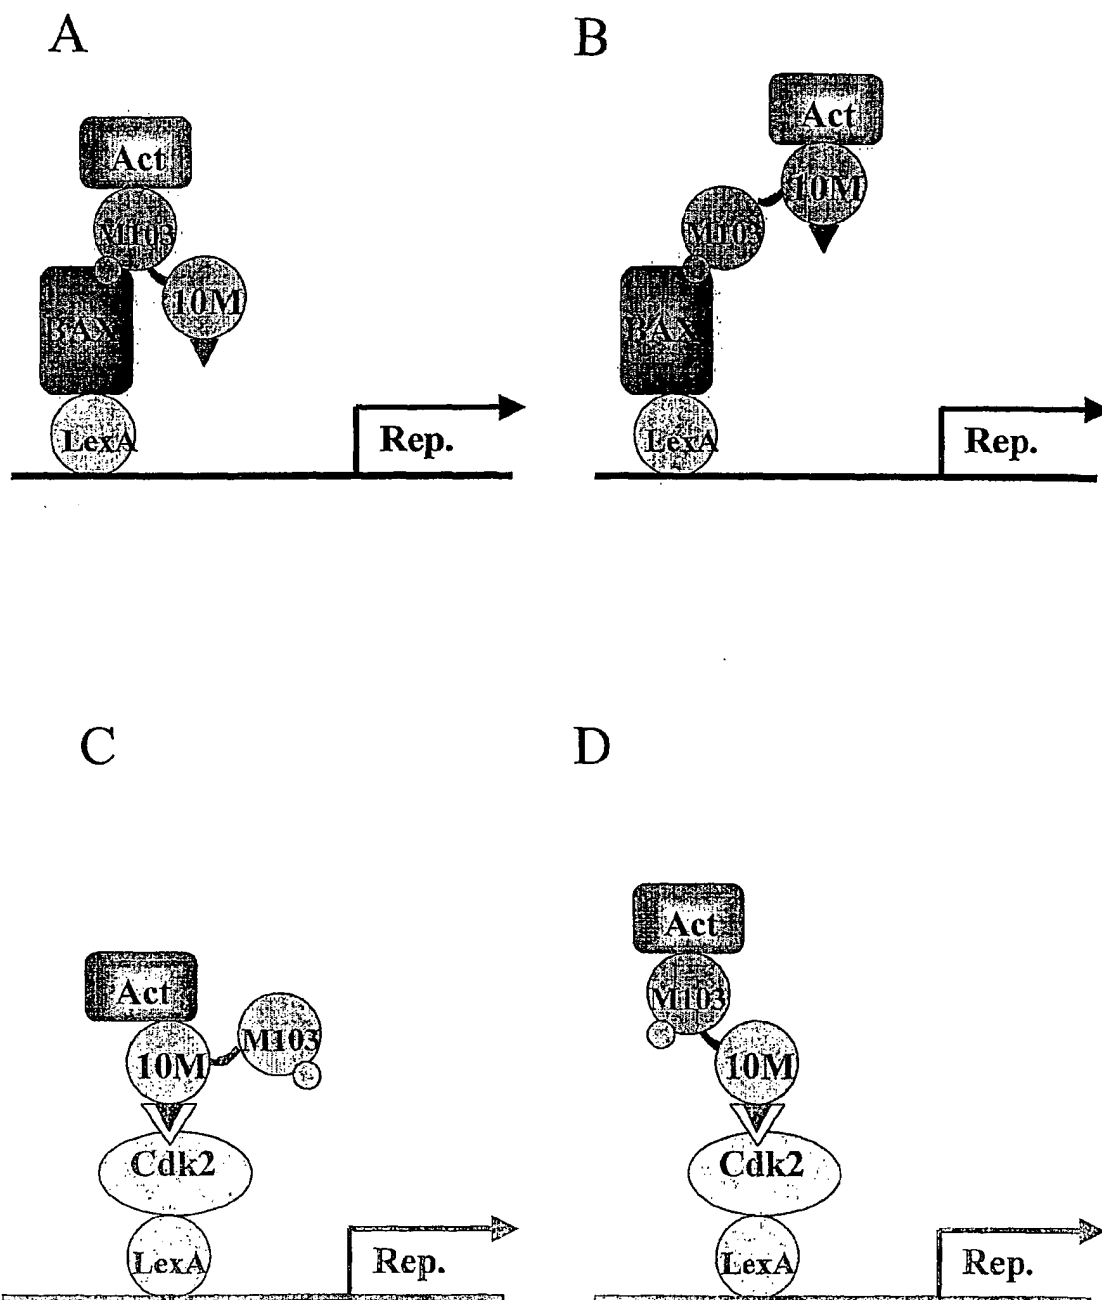 A
B
Act
Act
M103
10M
M103
10M
BAX
BAX
LexA
LexA
Rep.
Rep.
C
D
Act
Act
M103
M103
10M
10M
Cdk2
Cdk2
LexA
LexA
Rep.
Rep.